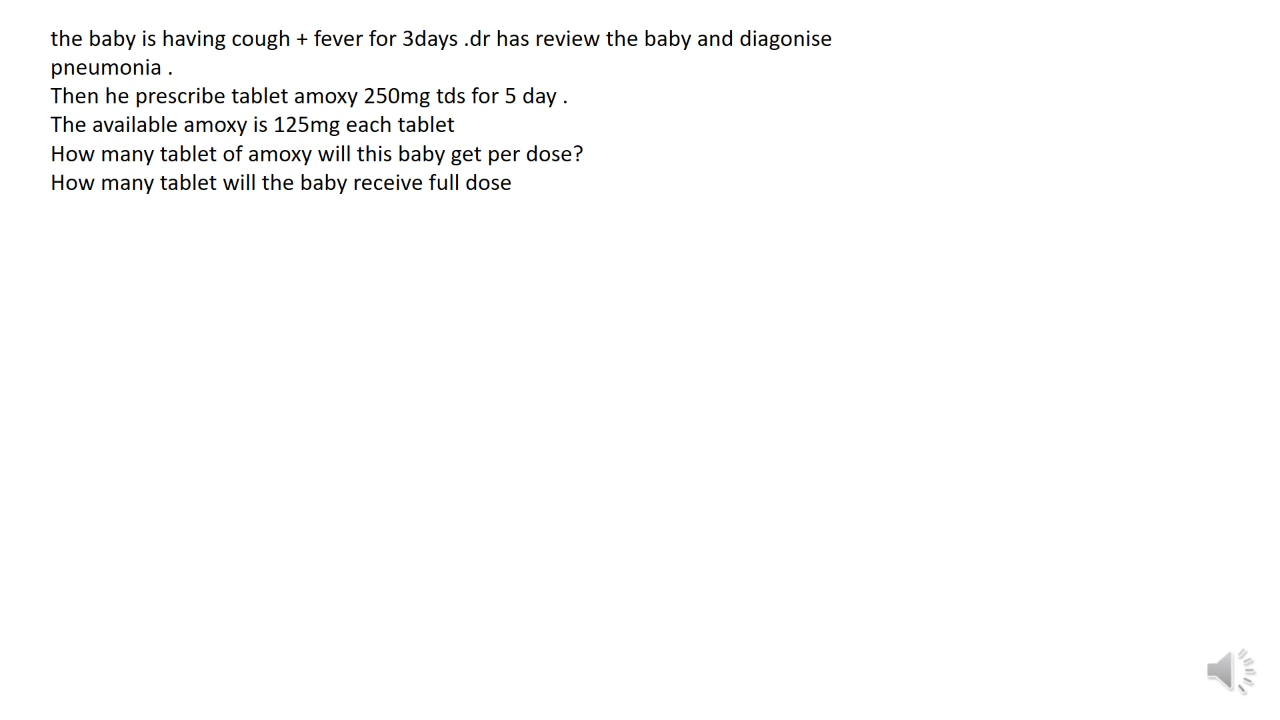 the baby is having cough + fever for 3days .dr has review the baby and diagonise
pneumonia .
Then he prescribe tablet amoxy 250mg tds for 5 day .
The available amoxy is 125mg each tablet
How many tablet of amoxy will this baby get per dose?
How many tablet will the baby receive full dose